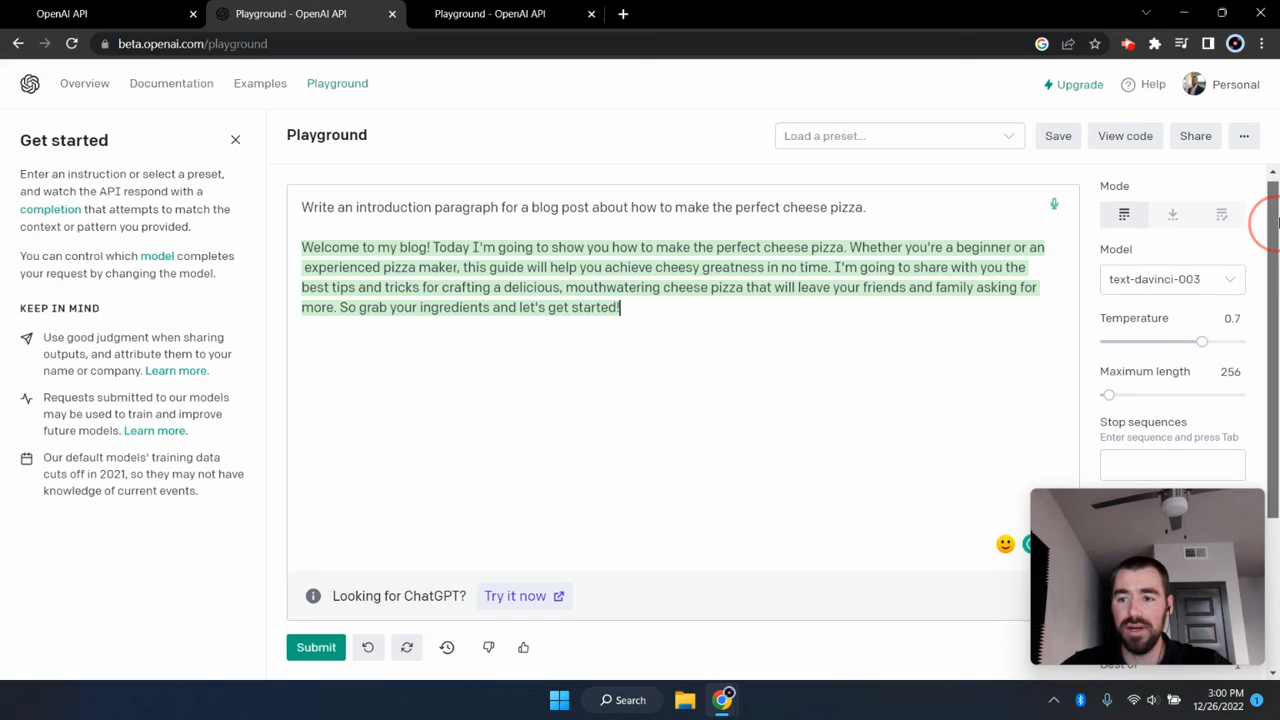 OpenAI API
Playground - OpenAI API
Playground - OpenAI API
beta.openai.com/playground
Overview Documentation Examples Playground
Upgrade Help Personal
Get started
Enter an instruction or select a preset,
and watch the API respond with a
completion that attempts to match the
context or pattern you provided.
You can control which model completes
your request by changing the model.
KEEP IN MIND
Use good judgment when sharing
outputs, and attribute them to your
name or company. Learn more.
Requests submitted to our models
may be used to train and improve
future models. Learn more.
Our default models' training data
cuts off in 2021, so they may not have
knowledge of current events.
Playground
Load a preset...
Save View code Share ...
Write an introduction paragraph for a blog post about how to make the perfect cheese pizza.
Welcome to my blog! Today I'm going to show you how to make the perfect cheese pizza. Whether you're a beginner or an
experienced pizza maker, this guide will help you achieve cheesy greatness in no time. I'm going to share with you the
best tips and tricks for crafting a delicious, mouthwatering cheese pizza that will leave your friends and family asking for
more. So grab your ingredients and let's get started!
Looking for ChatGPT? Try it now
Submit
Mode
Model
text-davinci-003
Temperature 0.7
Maximum length 256
Stop sequences
Enter sequence and press Tab
Search
3:00 PM
12/26/2022
1